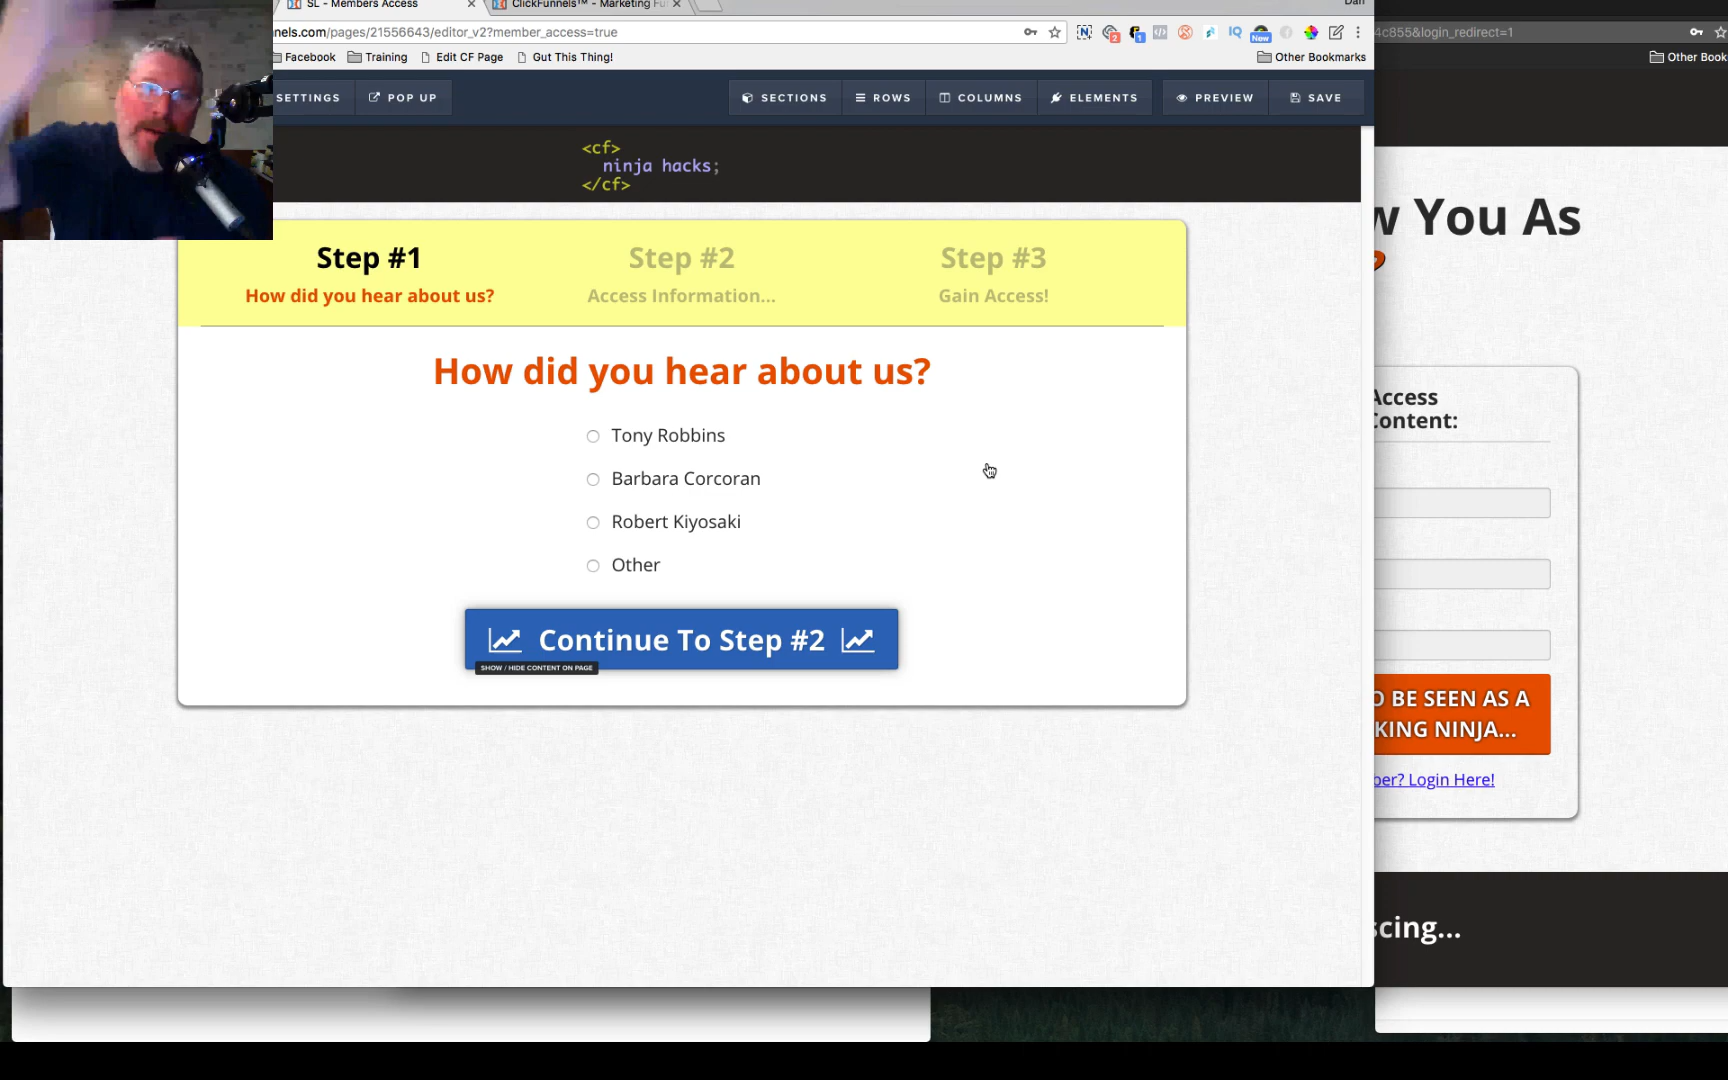 SL - Members Access
ClickFunnels™ - Marketing Fu
Dan
nels.com/pages/21556643/editor_v2?member_access=true
4c855&login_redirect=1
Facebook
Training
Edit CF Page
Gut This Thing!
Other Bookmarks
Other Book
SETTINGS
POP UP
SECTIONS
ROWS
COLUMNS
ELEMENTS
PREVIEW
SAVE
<cf>
ninja hacks;
</cf>
Step #1
Step #2
Step #3
How did you hear about us?
Access Information...
Gain Access!
How did you hear about us?
Tony Robbins
Barbara Corcoran
Robert Kiyosaki
Other
Continue To Step #2
SHOW / HIDE CONTENT ON PAGE
w You As
?
Access
Content:
O BE SEEN AS A
KING NINJA...
ber? Login Here!
scing...